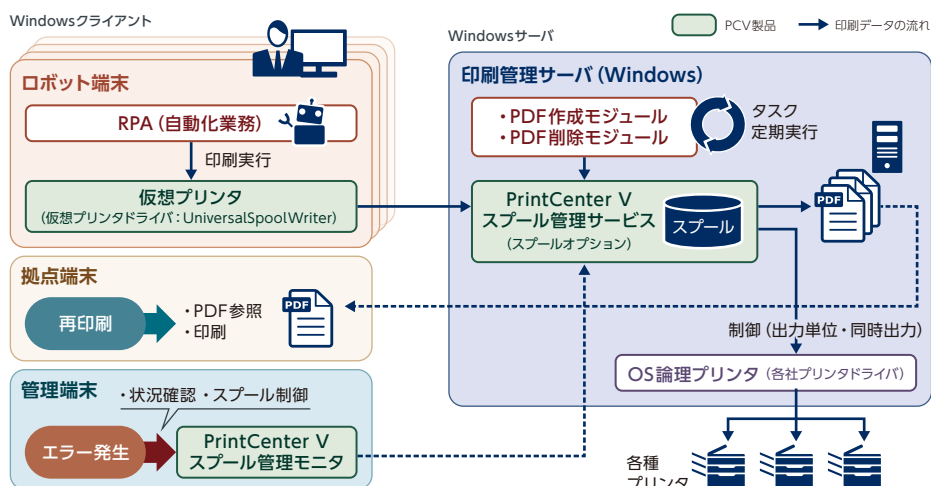 Windowsクライアント
ロボット端末
RPA（自動化業務）
印刷実行
仮想プリンタ
（仮想プリンタドライバ：UniversalSpoolWriter）
拠点端末
再印刷
・PDF参照
・印刷
PDF
管理端末
・状況確認 ・スプール制御
エラー発生
PrintCenter V
スプール管理モニタ
PCV製品
印刷データの流れ
Windowsサーバ
印刷管理サーバ（Windows）
・PDF作成モジュール
・PDF削除モジュール
タスク
定期実行
PrintCenter V
スプール管理サービス
（スプールオプション）
スプール
PDF
制御（出力単位・同時出力）
OS論理プリンタ（各社プリンタドライバ）
各種
プリンタ